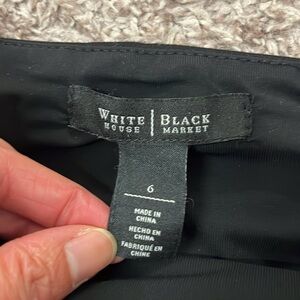 WHITE | BLACK
HOUSE | MARKET
6
MADE IN
CHINA
HECHO EN
CHINA
FABRIQUÉ EN
CHINE